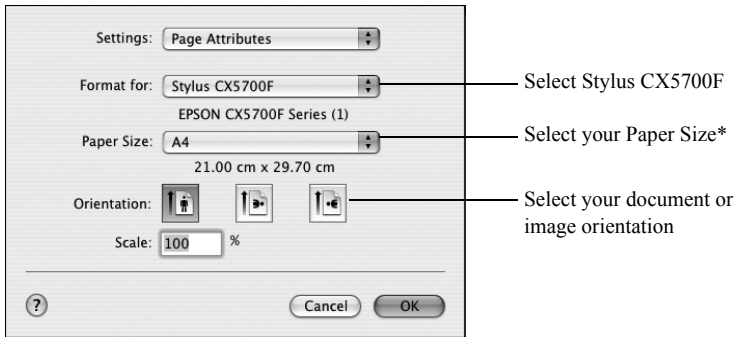 Settings: Page Attributes
Format for: Stylus CX5700F
Select Stylus CX5700F
EPSON CX5700F Series (1)
Paper Size: A4
Select your Paper Size*
21.00 cm x 29.70 cm
Orientation:
Select your document or
image orientation
Scale: 100 %
?
Cancel
OK